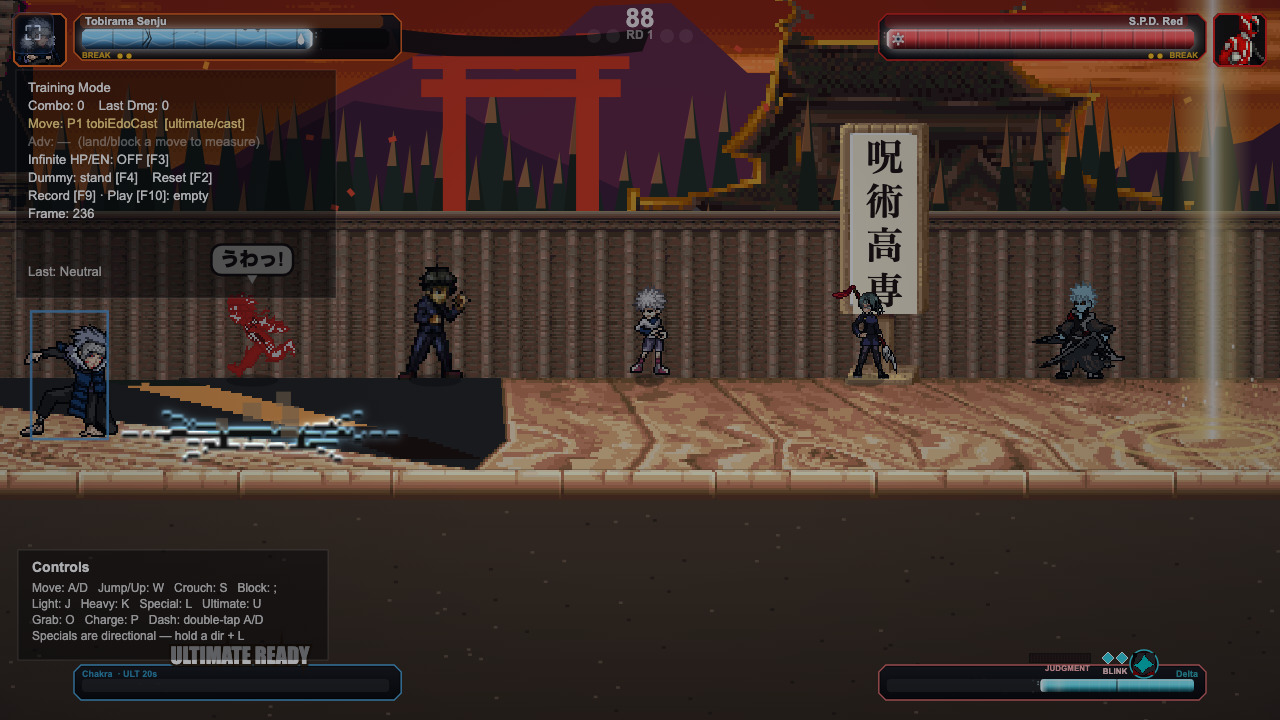 Tobirama Senju
BREAK
88
RD 1
S.P.D. Red
BREAK
Training Mode
Combo: 0 Last Dmg: 0
Move: P1 tobiEdoCast [ultimate/cast]
Adv: — (land/block a move to measure)
Infinite HP/EN: OFF [F3]
Dummy: stand [F4] Reset [F2]
Record [F9] · Play [F10]: empty
Frame: 236
Last: Neutral
うわっ!
呪術高専
Controls
Move: A/D Jump/Up: W Crouch: S Block: ;
Light: J Heavy: K Special: L Ultimate: U
Grab: O Charge: P Dash: double-tap A/D
Specials are directional — hold a dir + L
ULTIMATE READY
Chakra · ULT 20s
JUDGMENT
BLINK
Delta